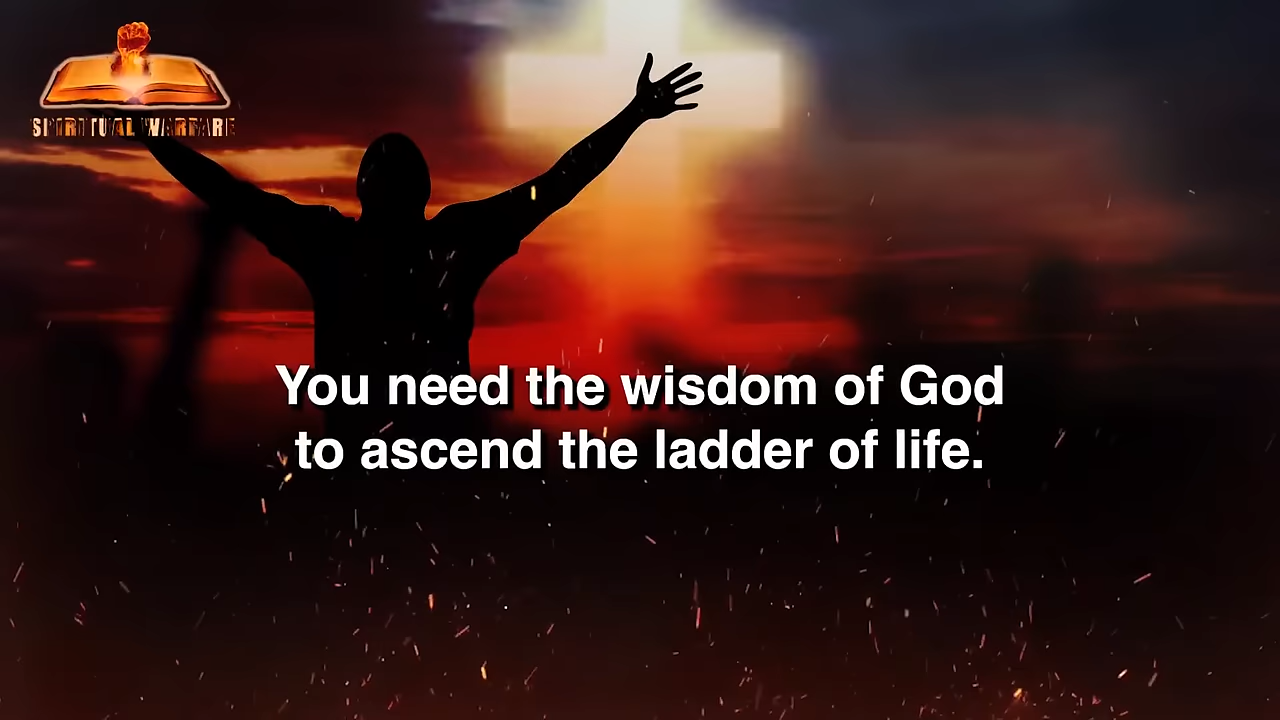 SPIRITUAL WARFARE
You need the wisdom of God
to ascend the ladder of life.